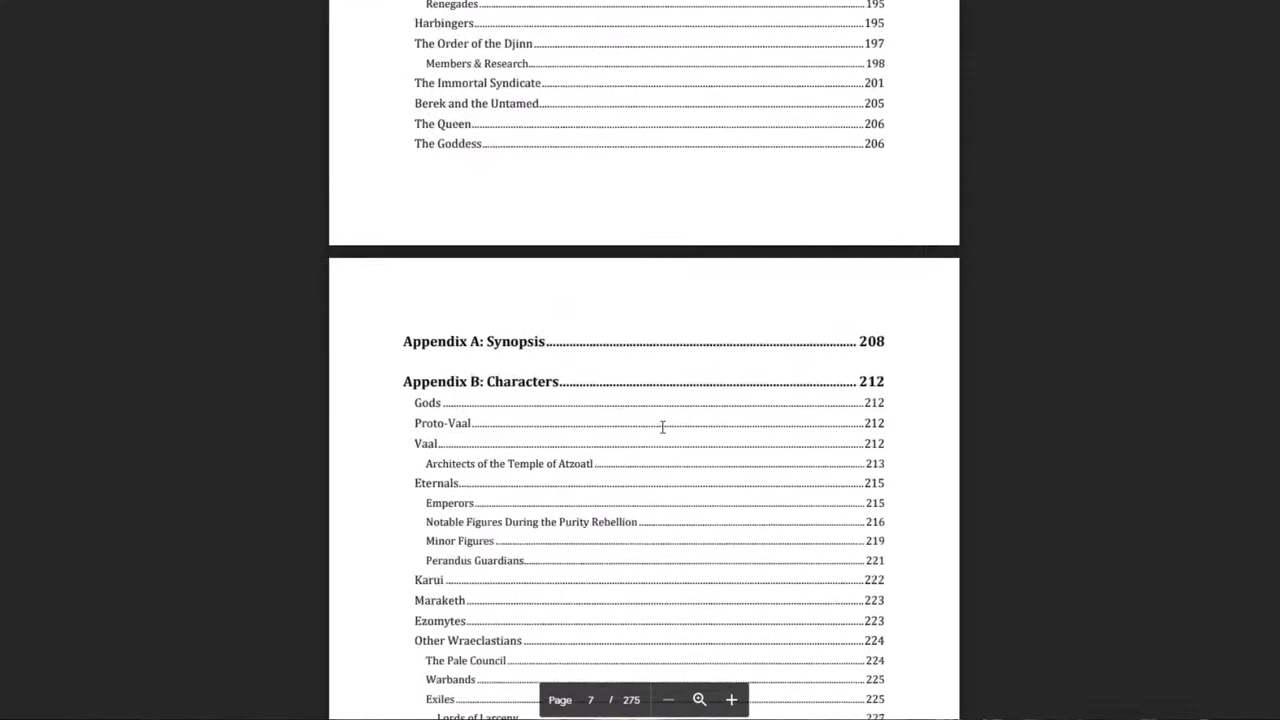 Renegades 195
Harbingers 195
The Order of the Djinn 197
Members & Research 198
The Immortal Syndicate 201
Berek and the Untamed 205
The Queen 206
The Goddess 206
Appendix A: Synopsis 208
Appendix B: Characters 212
Gods 212
Proto-Vaal 212
Vaal 212
Architects of the Temple of Atzoatl 213
Eternals 215
Emperors 215
Notable Figures During the Purity Rebellion 216
Minor Figures 219
Perandus Guardians 221
Karui 222
Maraketh 223
Ezomytes 223
Other Wraeclastians 224
The Pale Council 224
Warbands 225
Exiles 225
Lords of Larceny 227
Page 7 / 275